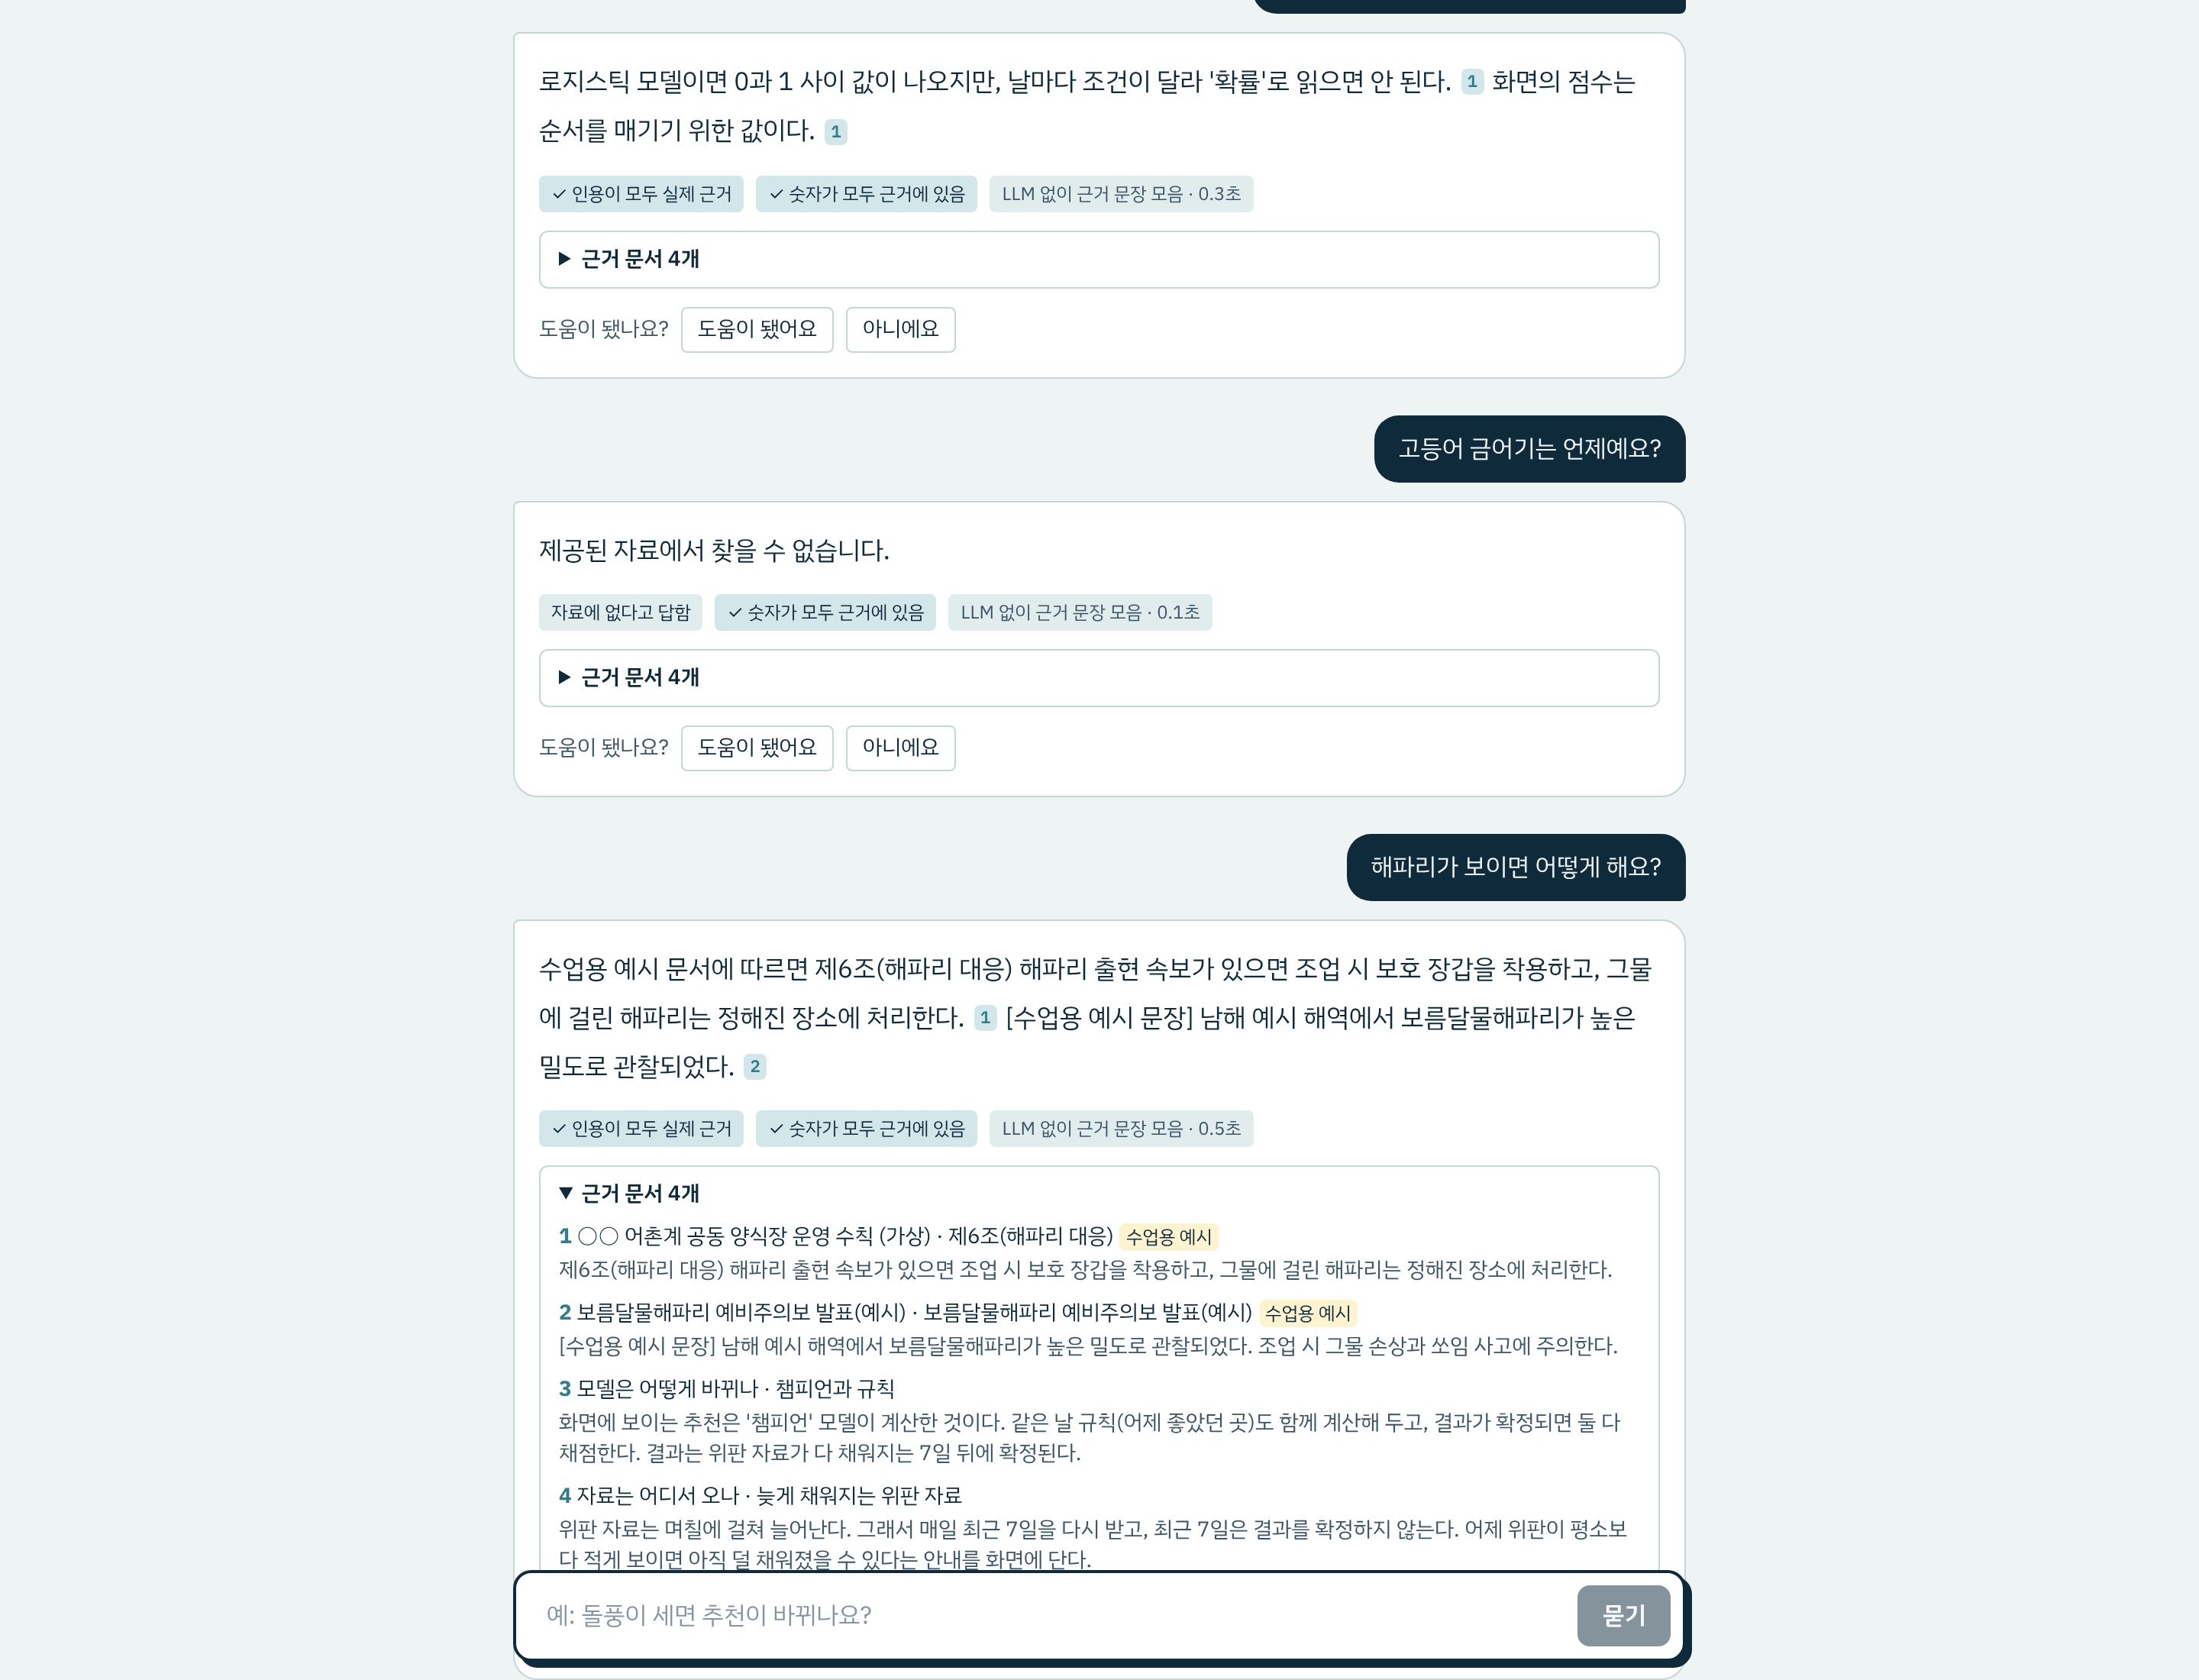 로지스틱 모델이면 0과 1 사이 값이 나오지만, 날마다 조건이 달라 '확률'로 읽으면 안 된다. 1 화면의 점수는
순서를 매기기 위한 값이다. 1
✓ 인용이 모두 실제 근거 ✓ 숫자가 모두 근거에 있음 LLM 없이 근거 문장 모음 · 0.3초
▶ 근거 문서 4개
도움이 됐나요? 도움이 됐어요 아니에요
고등어 금어기는 언제예요?
제공된 자료에서 찾을 수 없습니다.
자료에 없다고 답함 ✓ 숫자가 모두 근거에 있음 LLM 없이 근거 문장 모음 · 0.1초
▶ 근거 문서 4개
도움이 됐나요? 도움이 됐어요 아니에요
해파리가 보이면 어떻게 해요?
수업용 예시 문서에 따르면 제6조(해파리 대응) 해파리 출현 속보가 있으면 조업 시 보호 장갑을 착용하고, 그물
에 걸린 해파리는 정해진 장소에 처리한다. 1 [수업용 예시 문장] 남해 예시 해역에서 보름달물해파리가 높은
밀도로 관찰되었다. 2
✓ 인용이 모두 실제 근거 ✓ 숫자가 모두 근거에 있음 LLM 없이 근거 문장 모음 · 0.5초
▼ 근거 문서 4개
1 ○○ 어촌계 공동 양식장 운영 수칙 (가상) · 제6조(해파리 대응) 수업용 예시
제6조(해파리 대응) 해파리 출현 속보가 있으면 조업 시 보호 장갑을 착용하고, 그물에 걸린 해파리는 정해진 장소에 처리한다.
2 보름달물해파리 예비주의보 발표(예시) · 보름달물해파리 예비주의보 발표(예시) 수업용 예시
[수업용 예시 문장] 남해 예시 해역에서 보름달물해파리가 높은 밀도로 관찰되었다. 조업 시 그물 손상과 쏘임 사고에 주의한다.
3 모델은 어떻게 바뀌나 · 챔피언과 규칙
화면에 보이는 추천은 '챔피언' 모델이 계산한 것이다. 같은 날 규칙(어제 좋았던 곳)도 함께 계산해 두고, 결과가 확정되면 둘 다
채점한다. 결과는 위판 자료가 다 채워지는 7일 뒤에 확정된다.
4 자료는 어디서 오나 · 늦게 채워지는 위판 자료
위판 자료는 며칠에 걸쳐 늘어난다. 그래서 매일 최근 7일을 다시 받고, 최근 7일은 결과를 확정하지 않는다. 어제 위판이 평소보
다 적게 보이면 아직 덜 채워졌을 수 있다는 안내를 화면에 단다.
예: 돌풍이 세면 추천이 바뀌나요? 묻기